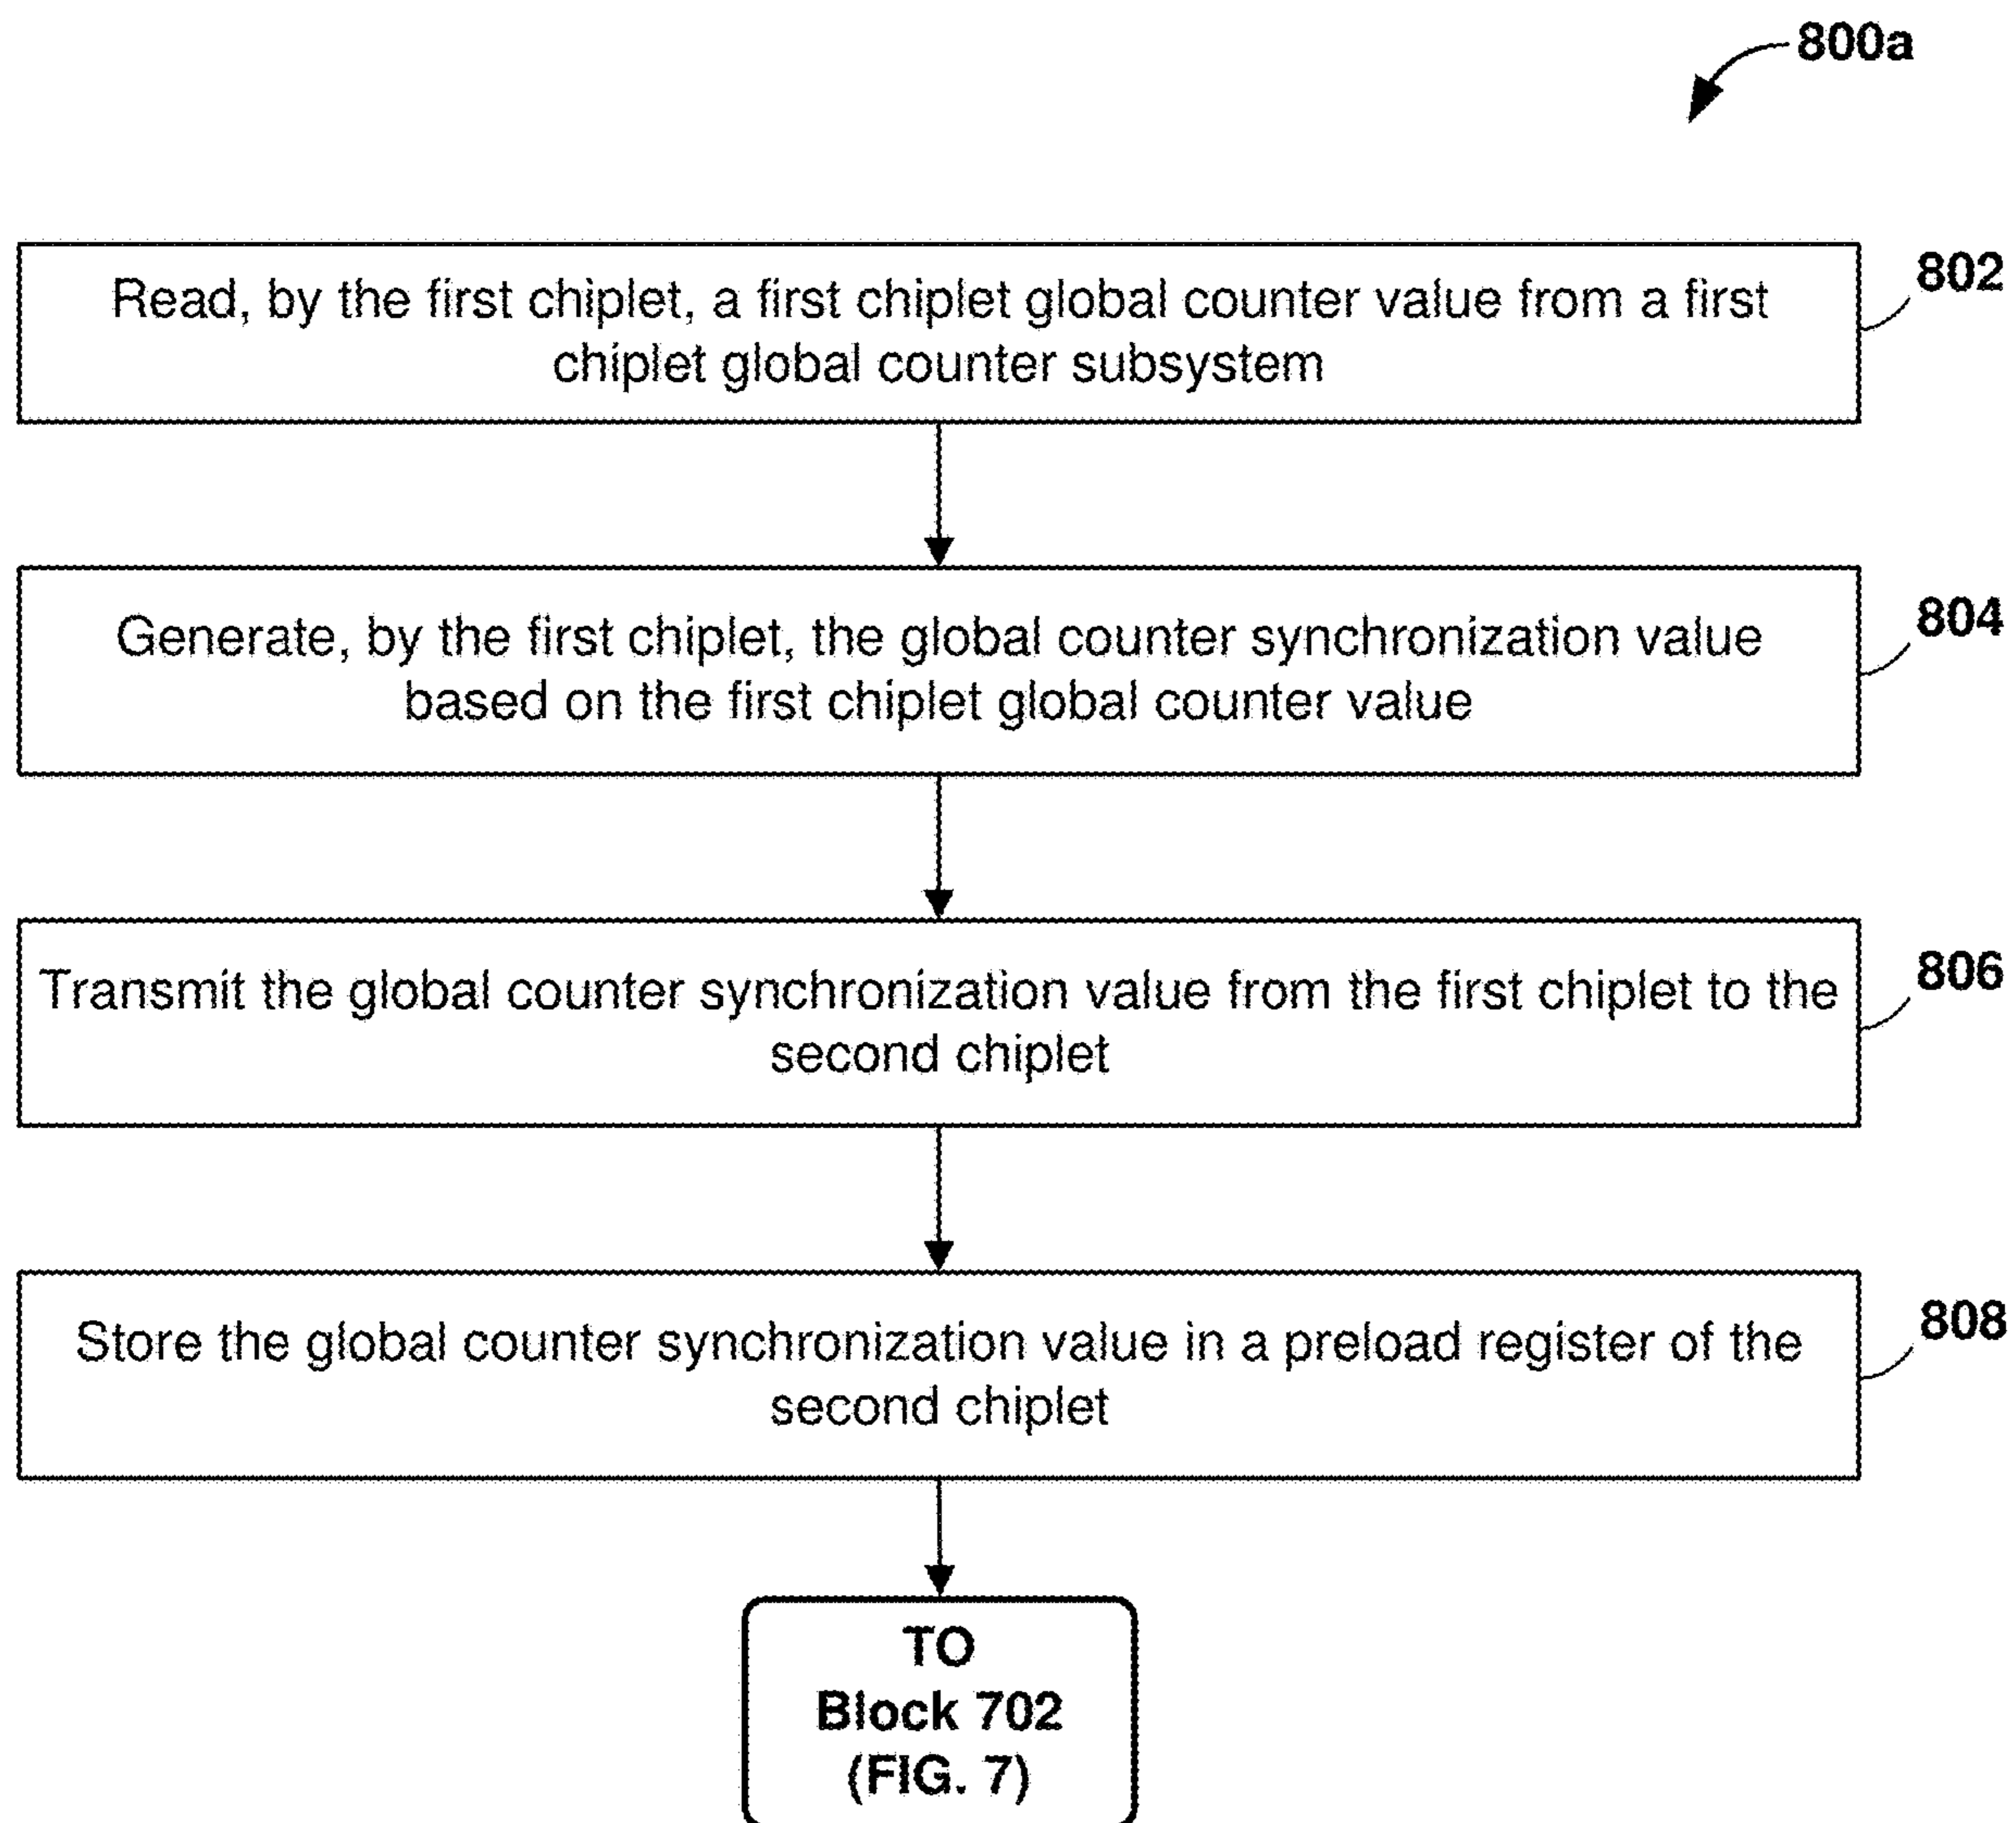 800a
Read, by the first chiplet, a first chiplet global counter value from a first
chiplet global counter subsystem
802
Generate, by the first chiplet, the global counter synchronization value
based on the first chiplet global counter value
804
Transmit the global counter synchronization value from the first chiplet to the
second chiplet
806
Store the global counter synchronization value in a preload register of the
second chiplet
808
TO
Block 702
(FIG. 7)